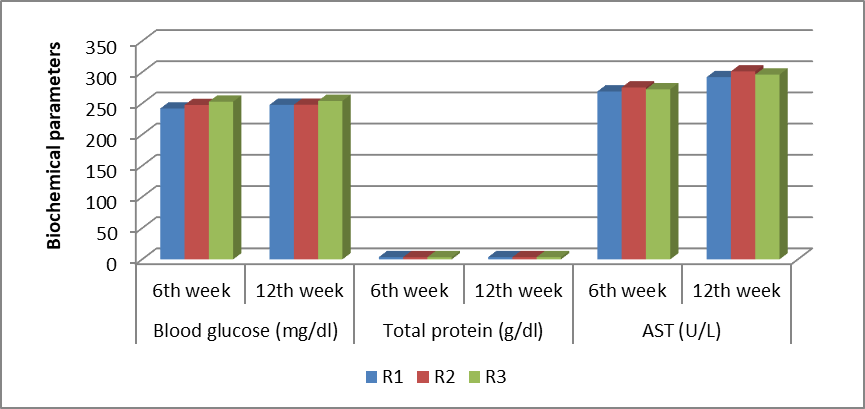 Biochemical parameters
350
300
250
200
150
100
50
0
6th week 12th week 6th week 12th week 6th week 12th week
Blood glucose (mg/dl) Total protein (g/dl) AST (U/L)
R1 R2 R3